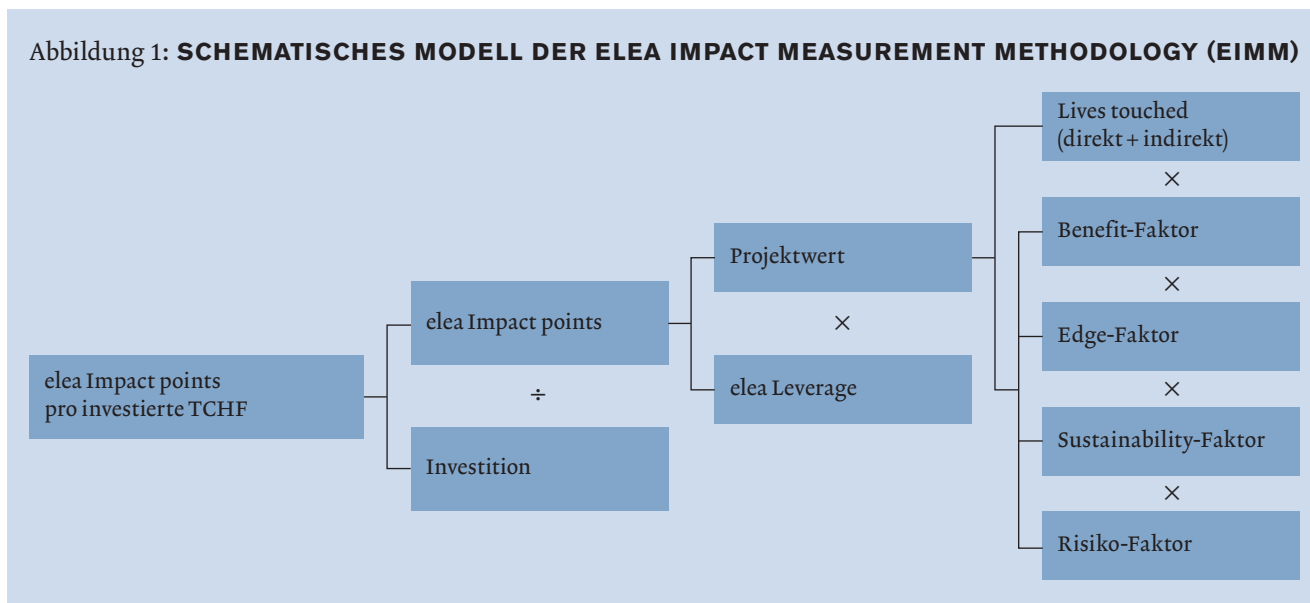 Abbildung 1: SCHEMATISCHES MODELL DER ELEA IMPACT MEASUREMENT METHODOLOGY (EIMM)
elea Impact points
pro investierte TCHF
elea Impact points
÷
Investition
Projektwert
×
elea Leverage
Lives touched
(direkt + indirekt)
×
Benefit-Faktor
×
Edge-Faktor
×
Sustainability-Faktor
×
Risiko-Faktor